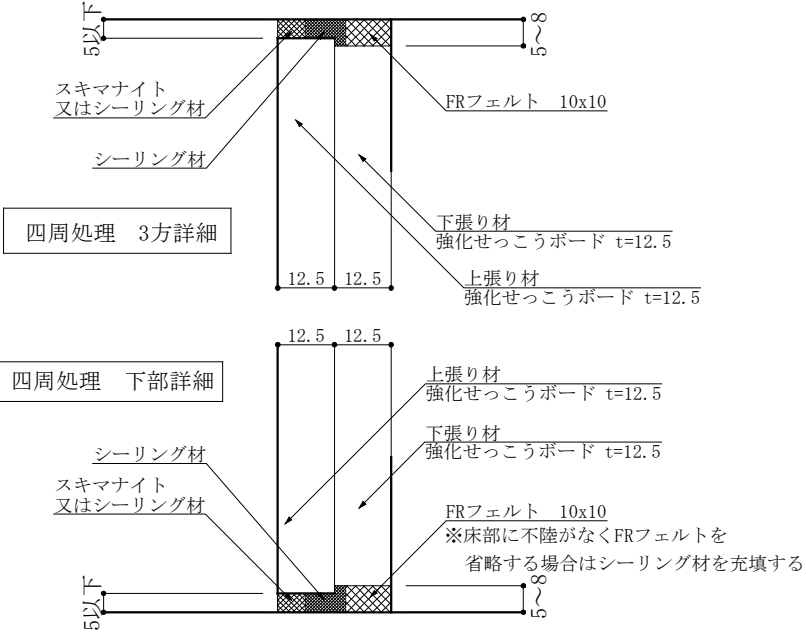 5以下
5～8
スキマナイト
又はシーリング材
FRフェルト 10x10
シーリング材
四周処理 3方詳細
下張り材
強化せっこうボード t=12.5
上張り材
強化せっこうボード t=12.5
12.5 12.5
12.5 12.5
四周処理 下部詳細
上張り材
強化せっこうボード t=12.5
下張り材
強化せっこうボード t=12.5
シーリング材
スキマナイト
又はシーリング材
FRフェルト 10x10
※床部に不陸がなくFRフェルトを
省略する場合はシーリング材を充填する
5以下
5～8